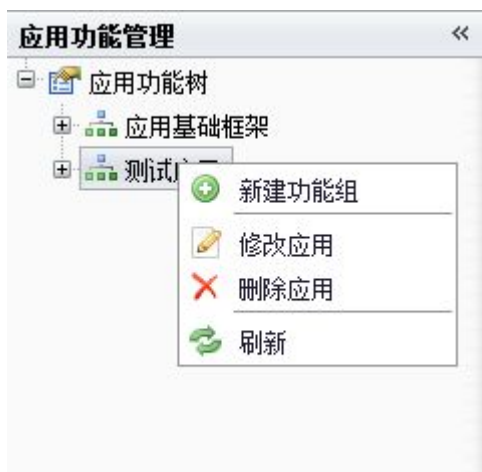 应用功能管理 «
应用功能树
应用基础框架
测试应
新建功能组
修改应用
删除应用
刷新